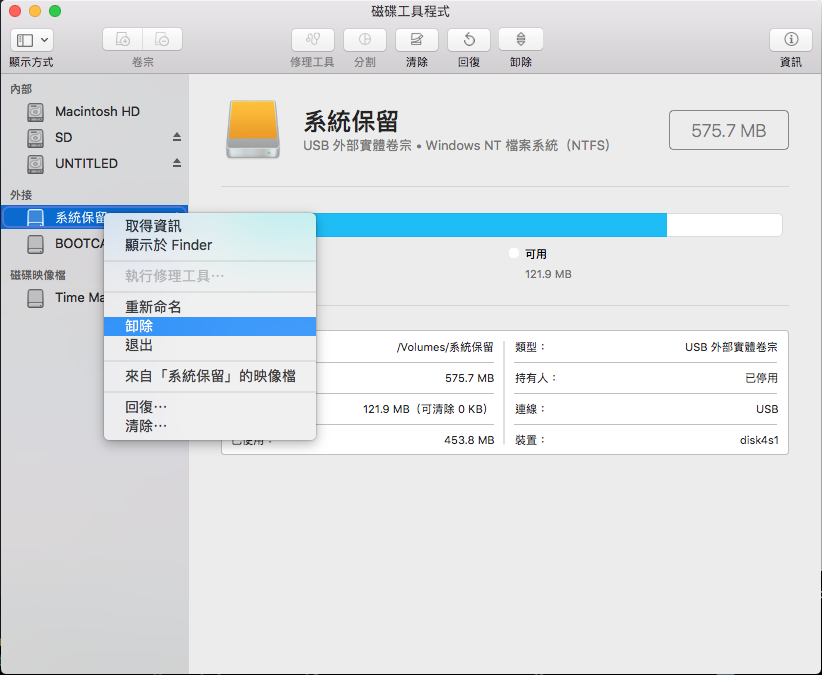 磁碟工具程式
顯示方式
卷宗
修理工具
分割
清除
回復
卸除
資訊
內部
Macintosh HD
SD
UNTITLED
外接
系統保留
BOOTCA
磁碟映像檔
Time Ma
系統保留
USB 外部實體卷宗 • Windows NT 檔案系統（NTFS）
575.7 MB
可用
121.9 MB
取得資訊
顯示於 Finder
執行修理工具⋯
重新命名
卸除
退出
來自「系統保留」的映像檔
回復⋯
清除⋯
/Volumes/系統保留
575.7 MB
121.9 MB（可清除 0 KB）
已使用：
453.8 MB
類型：
USB 外部實體卷宗
持有人：
已停用
連線：
USB
裝置：
disk4s1